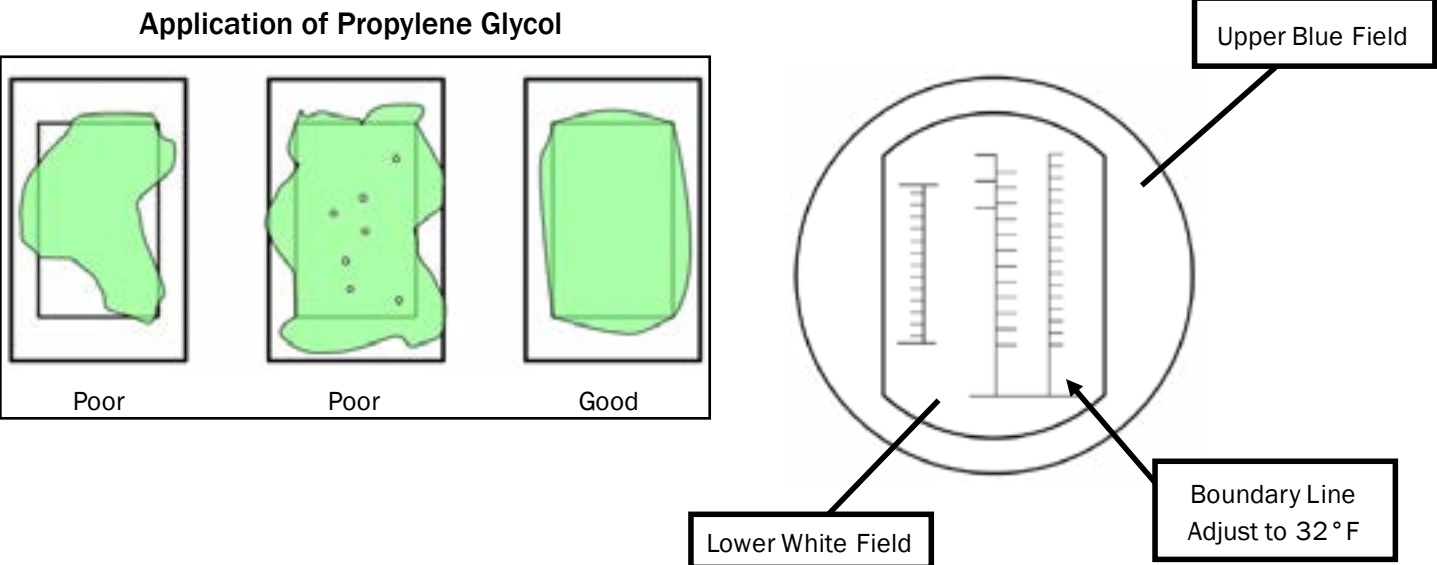 Application of Propylene Glycol
Poor
Poor
Good
Upper Blue Field
Lower White Field
Boundary Line
Adjust to 32°F